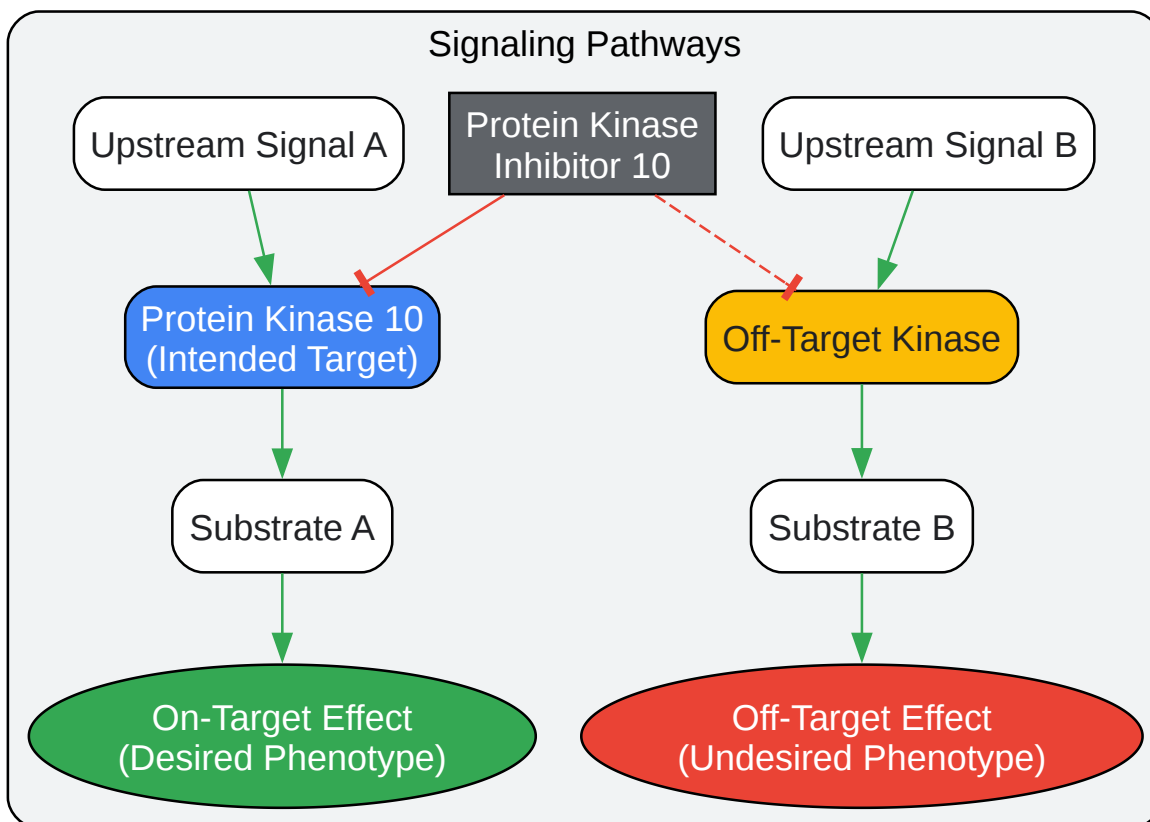 Signaling Pathways
Upstream Signal A
Protein Kinase
Inhibitor 10
Upstream Signal B
Protein Kinase 10
(Intended Target)
Off-Target Kinase
Substrate A
Substrate B
On-Target Effect
(Desired Phenotype)
Off-Target Effect
(Undesired Phenotype)